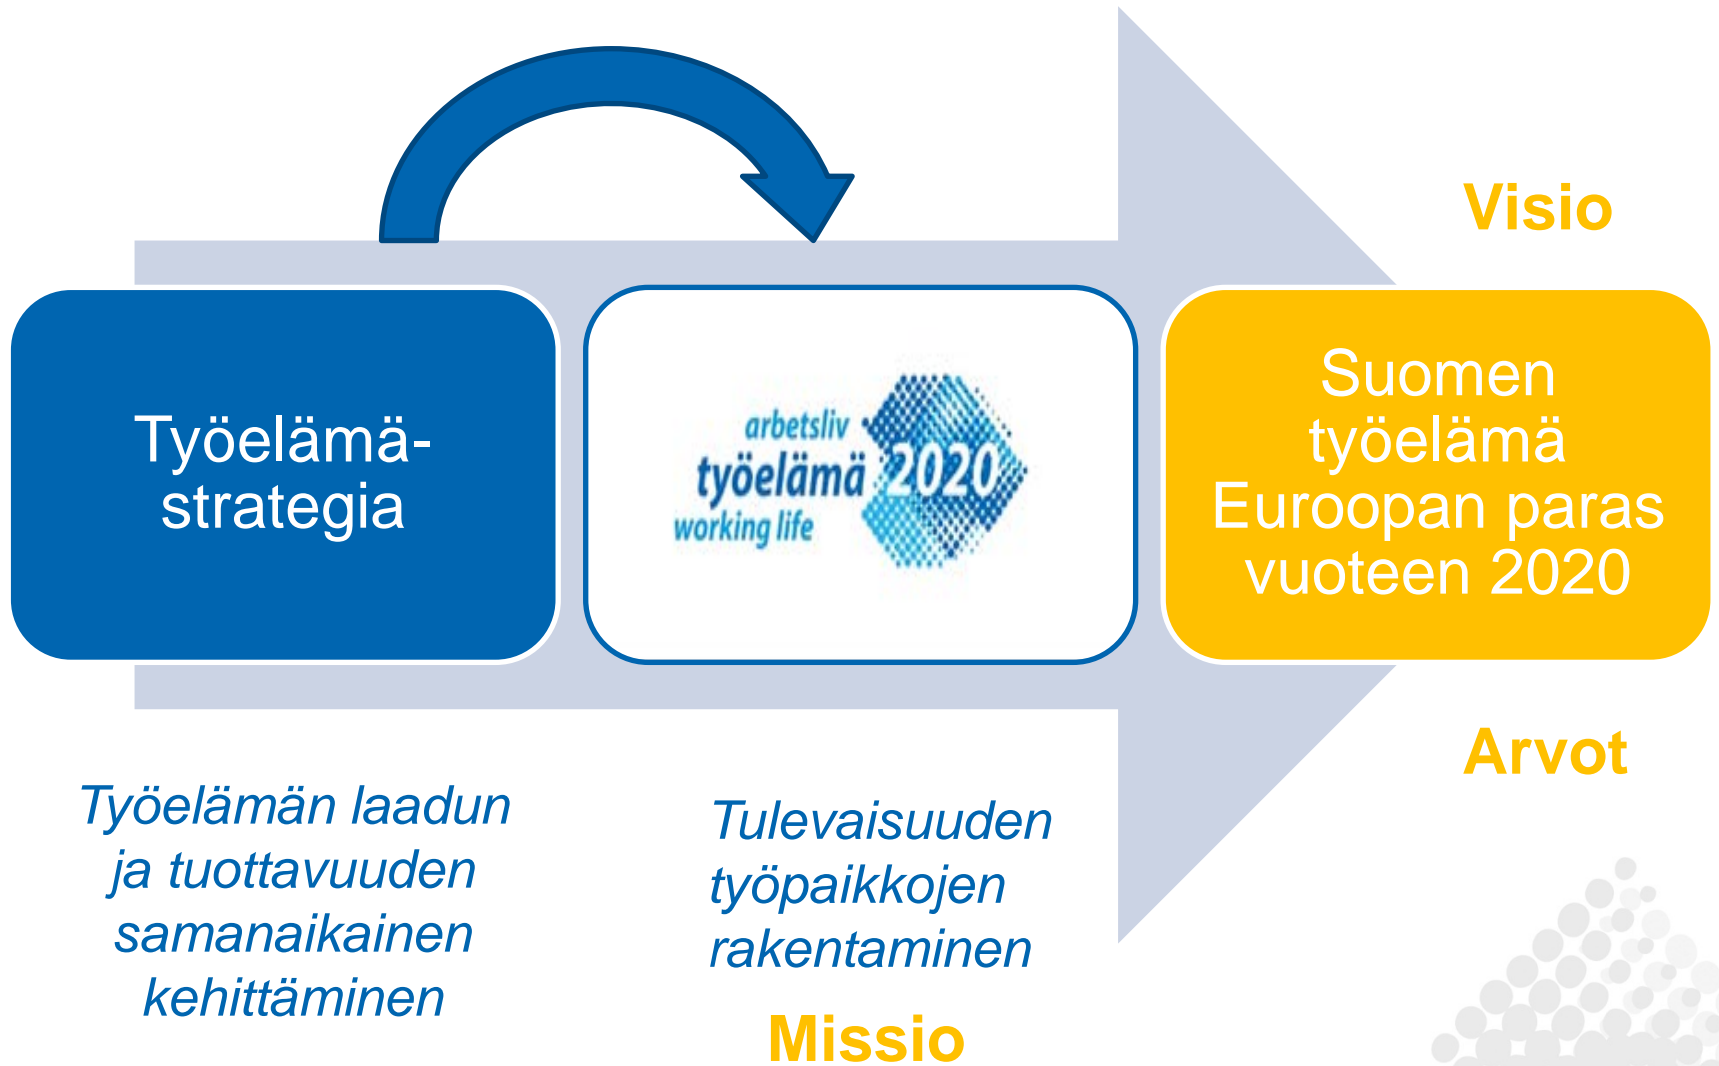 Visio
Työelämä-
strategia
arbetsliv
työelämä 2020
working life
Suomen
työelämä
Euroopan paras
vuoteen 2020
Arvot
Työelämän laadun
ja tuottavuuden
samanaikainen
kehittäminen
Tulevaisuuden
työpaikkojen
rakentaminen
Missio